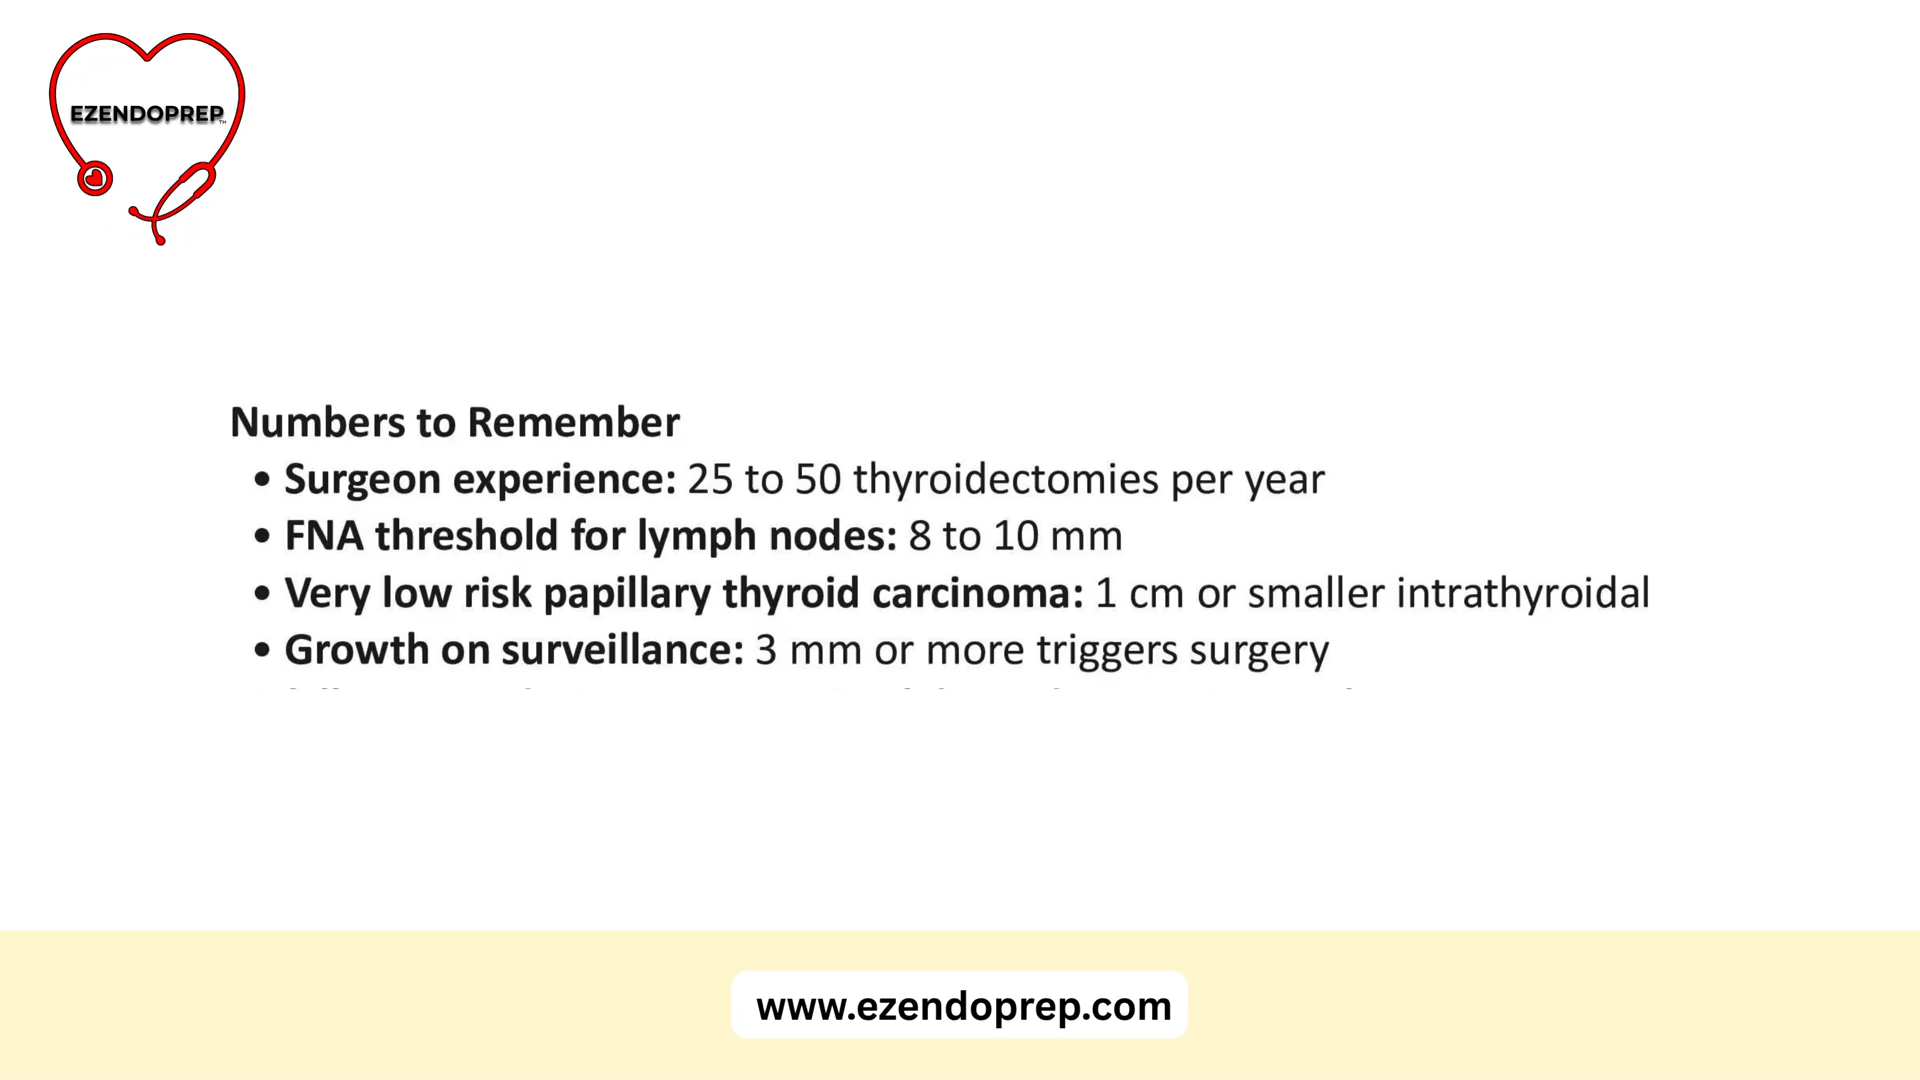 EZENDOPREP™
Numbers to Remember
• Surgeon experience: 25 to 50 thyroidectomies per year
• FNA threshold for lymph nodes: 8 to 10 mm
• Very low risk papillary thyroid carcinoma: 1 cm or smaller intrathyroidal
• Growth on surveillance: 3 mm or more triggers surgery
www.ezendoprep.com